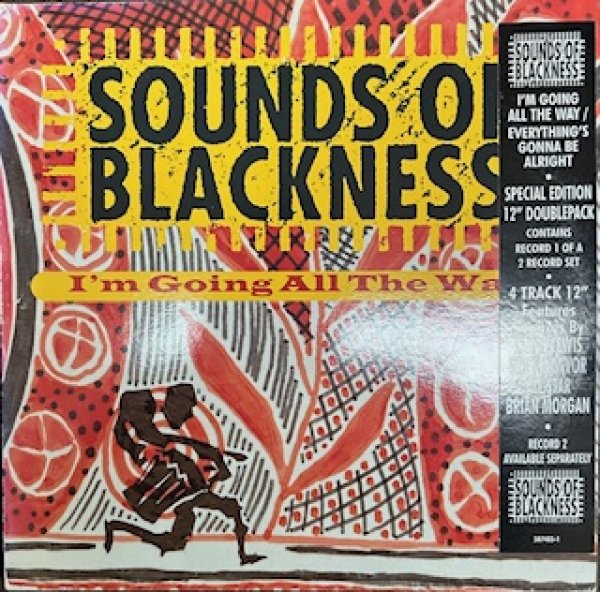 SOUNDS OF
BLACKNESS
I'm Going All The Wa
SOUNDS OF
BLACKNESS
I'M GOING
ALL THE WAY /
EVERYTHING'S
GONNA BE
ALRIGHT
•
SPECIAL EDITION
12" DOUBLEPACK
CONTAINS
RECORD 1 OF A
2 RECORD SET
•
4 TRACK 12"
Features
By
BRIAN MORGAN
•
RECORD 2
AVAILABLE SEPARATELY
SOUNDS OF
BLACKNESS